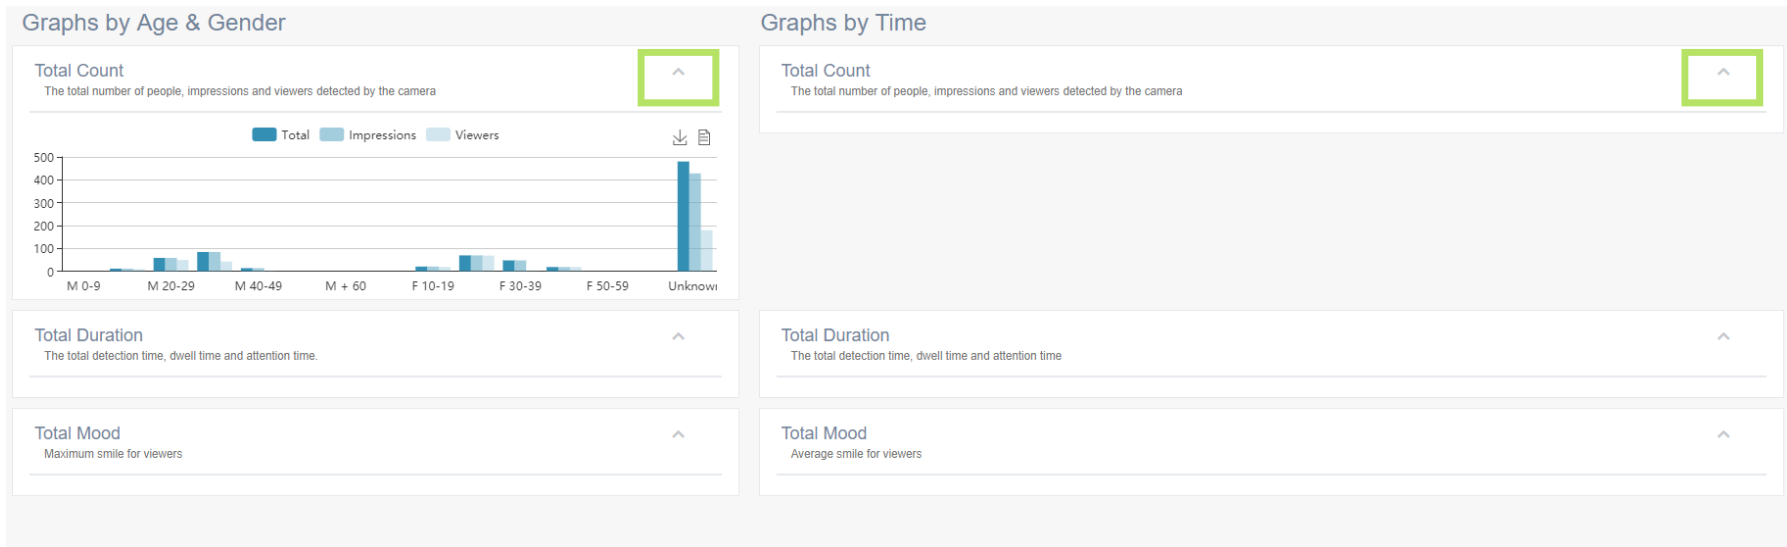 Graphs by Age & Gender
Total Count
The total number of people, impressions and viewers detected by the camera
Total Impressions Viewers
500
400
300
200
100
0
M 0-9 M 20-29 M 40-49 M + 60 F 10-19 F 30-39 F 50-59 Unknown
Total Duration
The total detection time, dwell time and attention time.
Total Mood
Maximum smile for viewers
Graphs by Time
Total Count
The total number of people, impressions and viewers detected by the camera
Total Duration
The total detection time, dwell time and attention time
Total Mood
Average smile for viewers